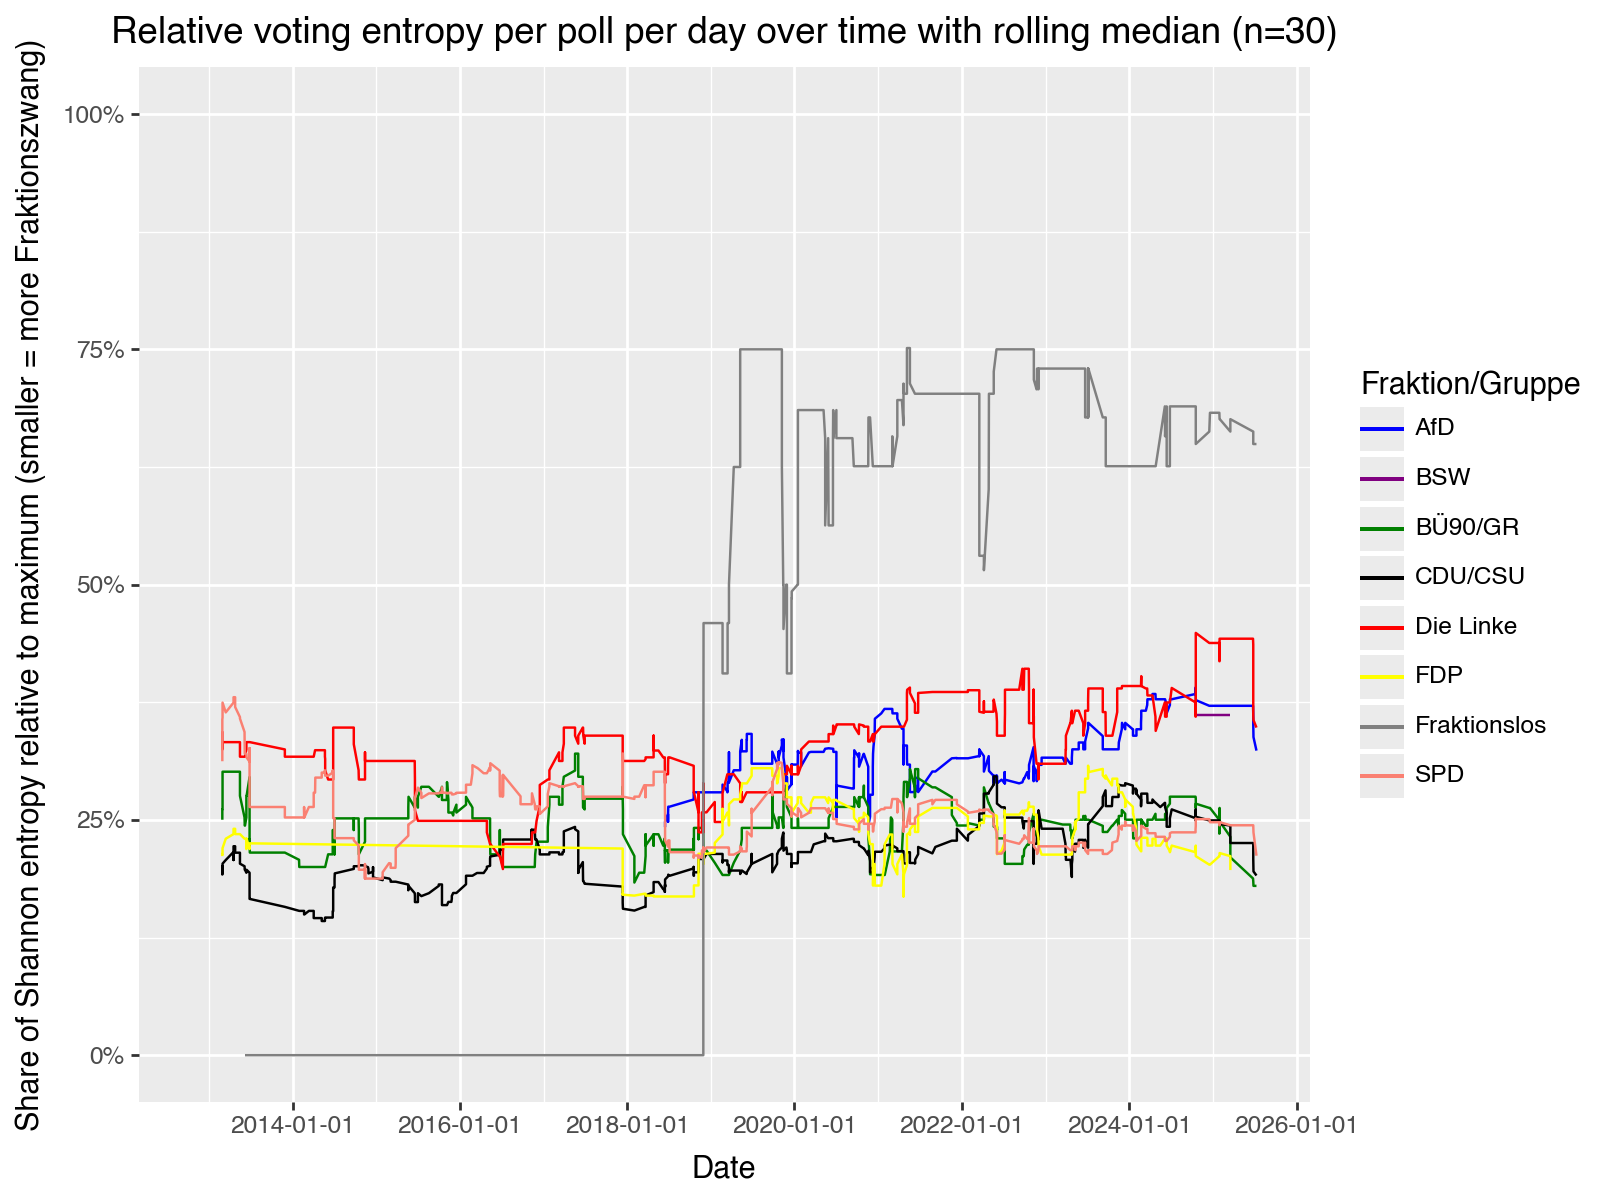 Relative voting entropy per poll per day over time with rolling median (n=30)
Share of Shannon entropy relative to maximum (smaller = more Fraktionszwang)
100%
75%
50%
25%
0%
2014-01-01
2016-01-01
2018-01-01
2020-01-01
2022-01-01
2024-01-01
2026-01-01
Date
Fraktion/Gruppe
AfD
BSW
BÜ90/GR
CDU/CSU
Die Linke
FDP
Fraktionslos
SPD